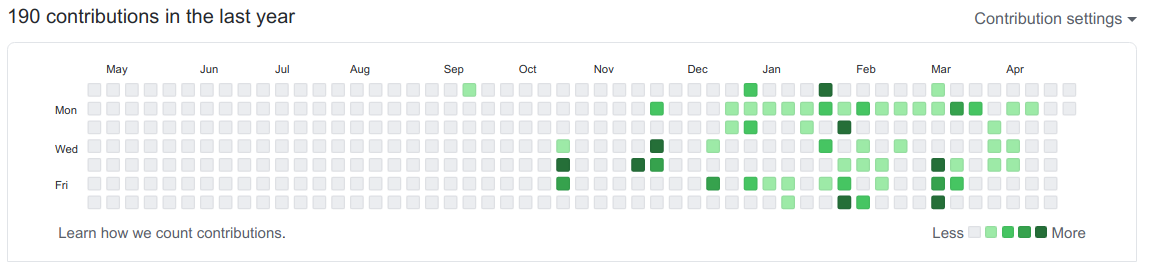 190 contributions in the last year
Contribution settings
May Jun Jul Aug Sep Oct Nov Dec Jan Feb Mar Apr
Mon
Wed
Fri
Learn how we count contributions.
Less More